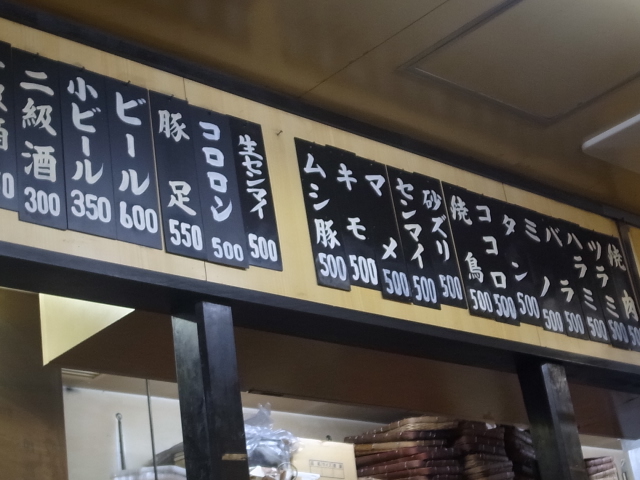 焼肉 500
ツラミ 500
ハラミ 500
バラ 500
ミノ 500
タン 500
ココロ 500
焼鳥 500
砂ズリ 500
センマイ 500
マメ 500
キモ 500
ムシ豚 500
生センマイ 500
コロロン 500
豚足 550
ビール 600
小ビール 350
二級酒 300